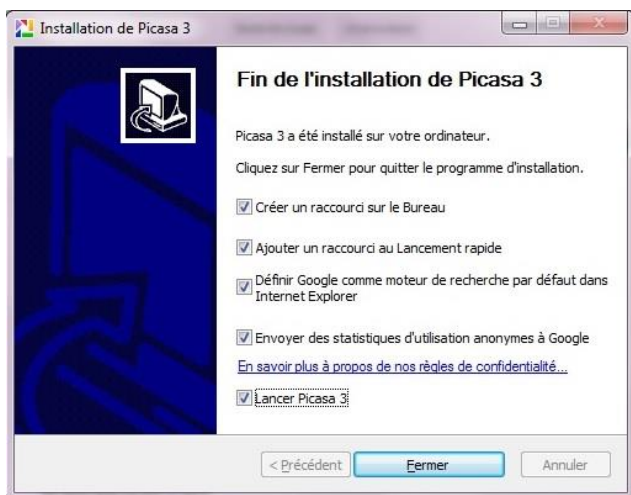 Installation de Picasa 3
Fin de l'installation de Picasa 3
Picasa 3 a été installé sur votre ordinateur.
Cliquez sur Fermer pour quitter le programme d'installation.
Créer un raccourci sur le Bureau
Ajouter un raccourci au Lancement rapide
Définir Google comme moteur de recherche par défaut dans
Internet Explorer
Envoyer des statistiques d'utilisation anonymes à Google
En savoir plus à propos de nos règles de confidentialité...
Lancer Picasa 3
< Précédent Fermer Annuler